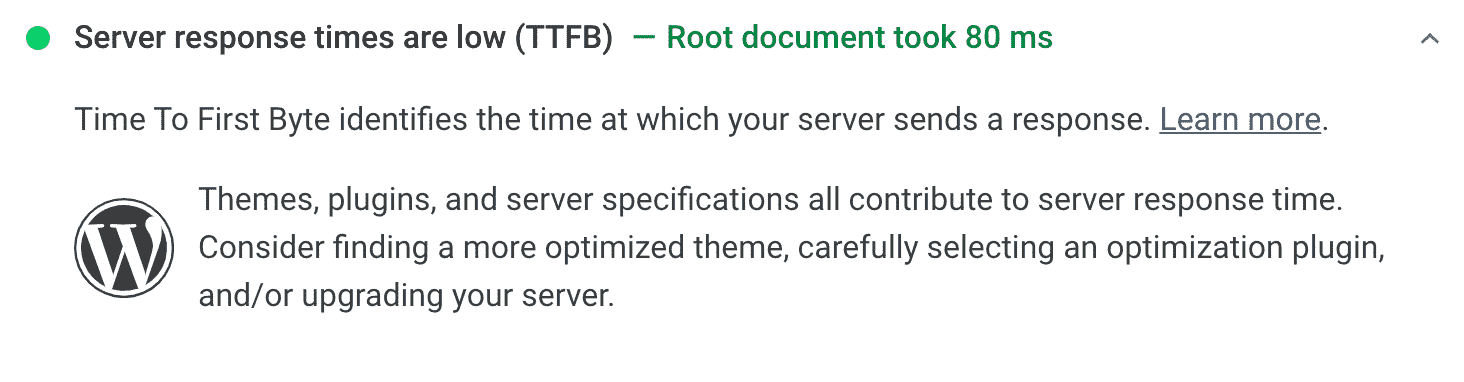 Server response times are low (TTFB) — Root document took 80 ms
Time To First Byte identifies the time at which your server sends a response. Learn more.
Themes, plugins, and server specifications all contribute to server response time.
Consider finding a more optimized theme, carefully selecting an optimization plugin,
and/or upgrading your server.